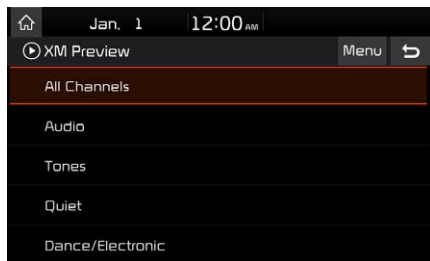 Jan. 1 12:00 AM
XM Preview Menu
All Channels
Audio
Tones
Quiet
Dance/Electronic